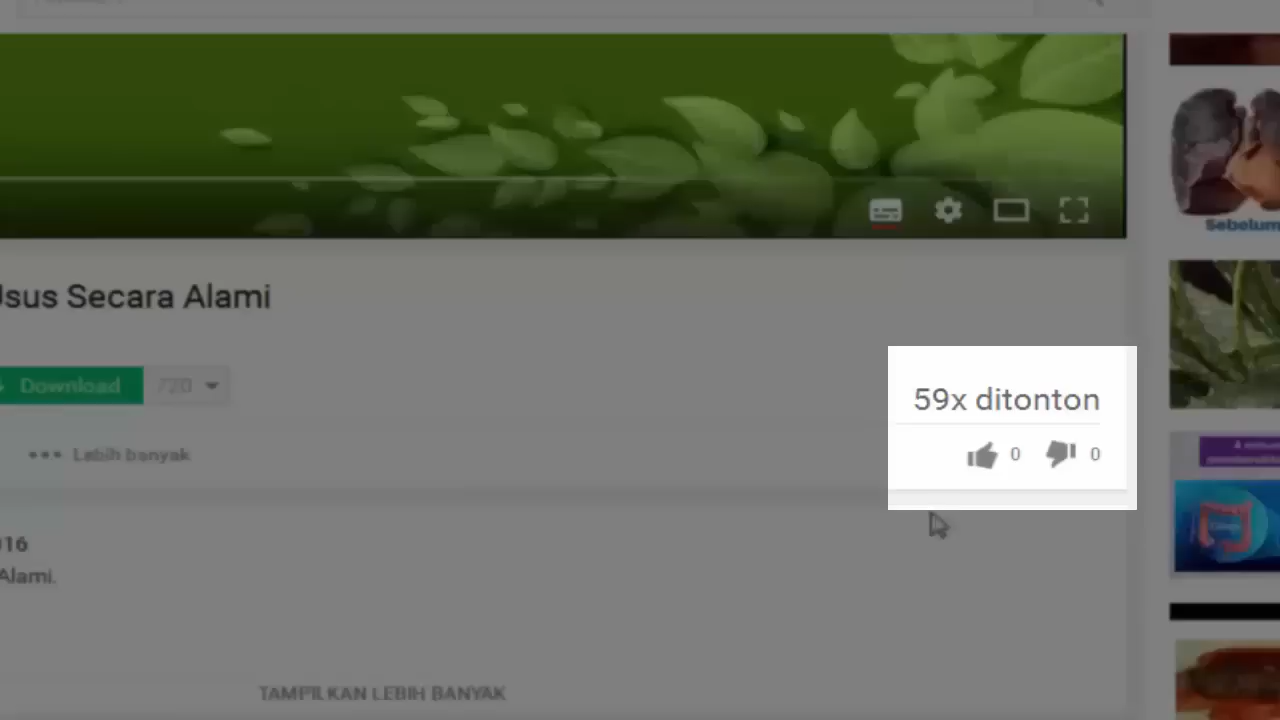 Usus Secara Alami
Download
720
59x ditonton
••• Lebih banyak
0
0
016
Alami.
TAMPILKAN LEBIH BANYAK
Sebelum